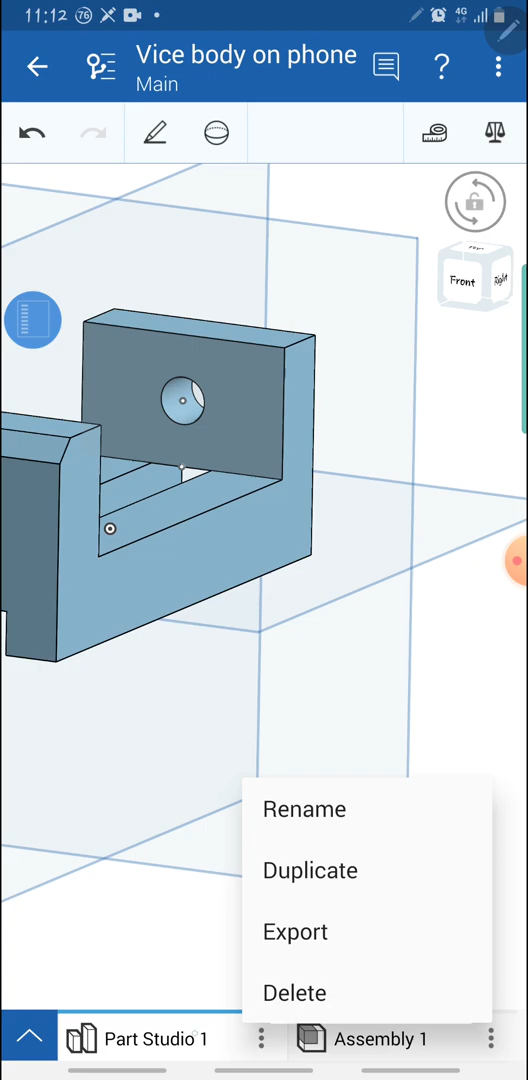 11:12 76 4G
Vice body on phone
Main
Front
Right
Rename
Duplicate
Export
Delete
Part Studio 1
Assembly 1